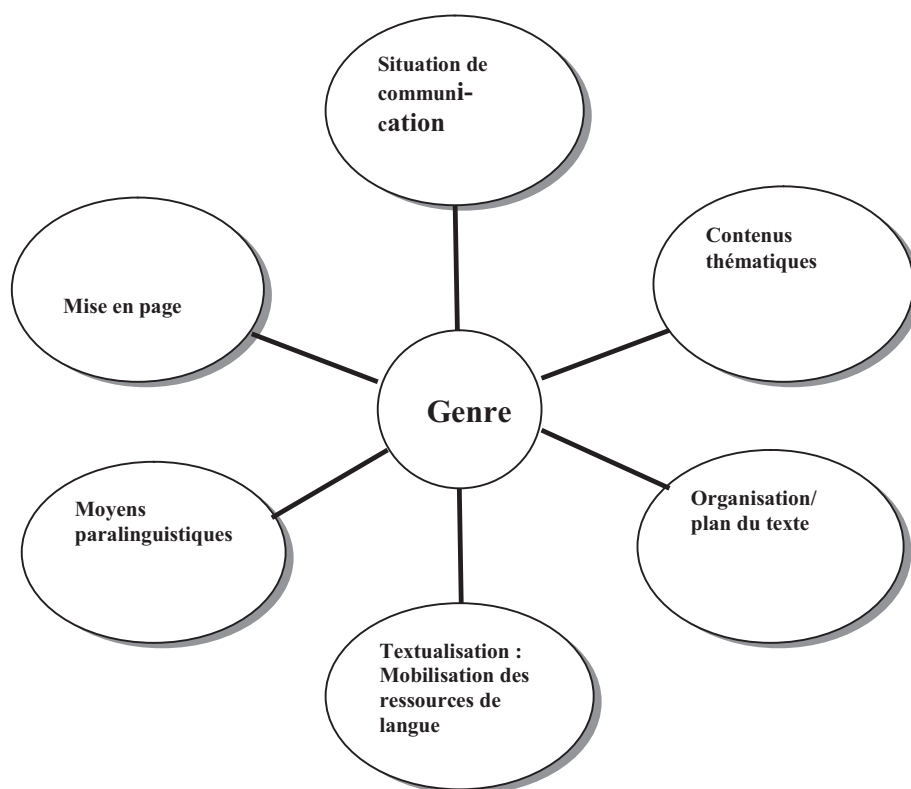 Situation de
communi-
cation
Contenus
thématiques
Mise en page
Genre
Moyens
paralinguistiques
Organisation/
plan du texte
Textualisation :
Mobilisation des
ressources de
langue